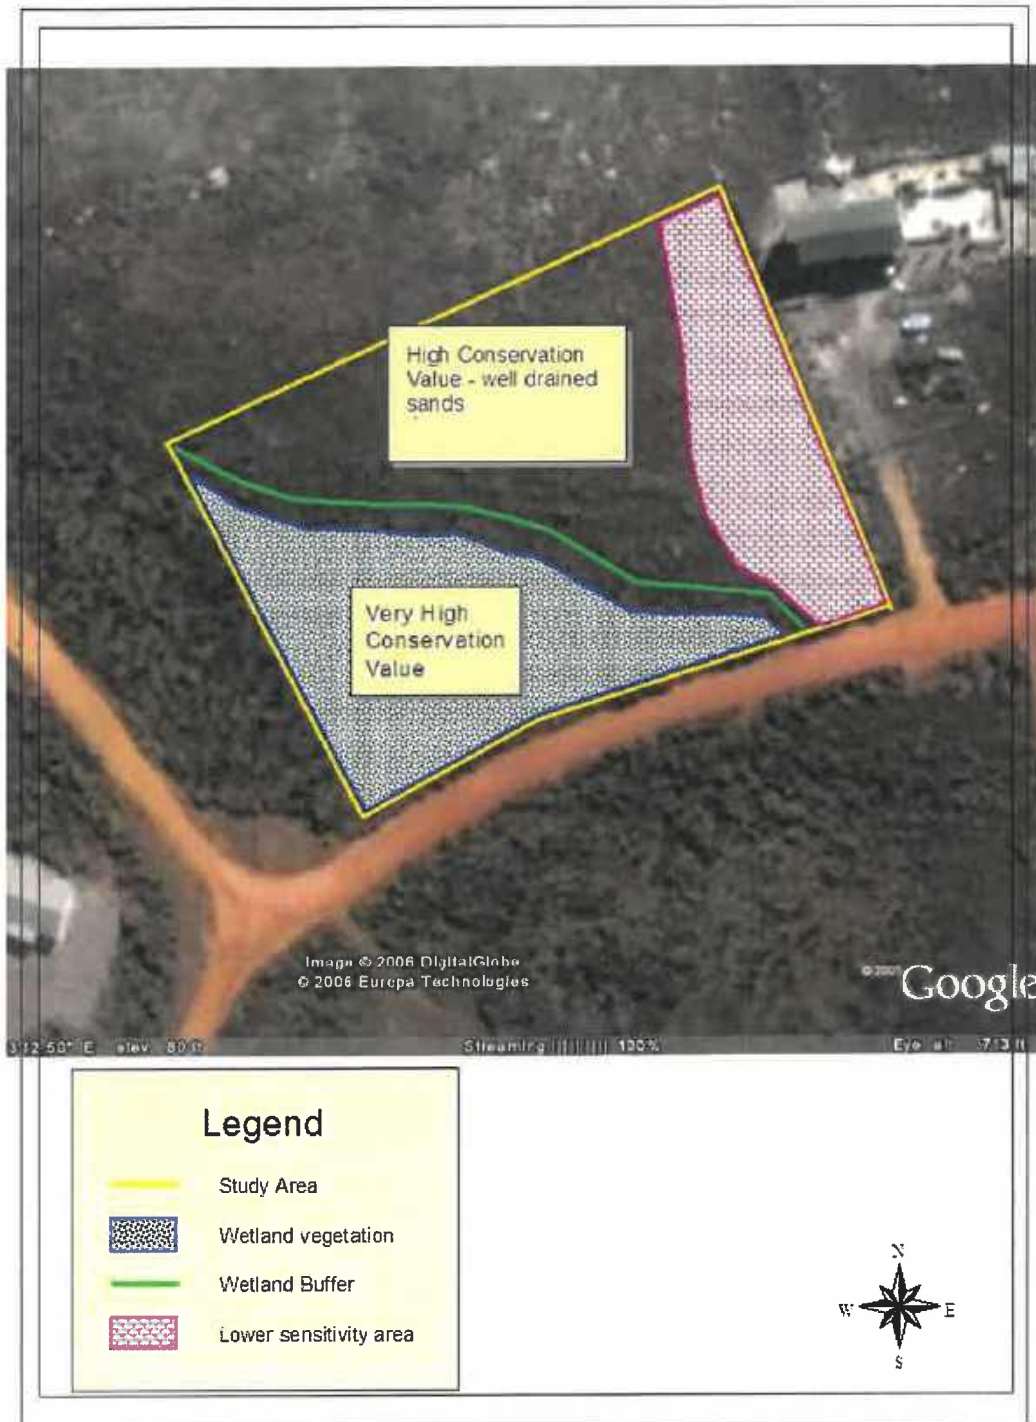 High Conservation
Value - well drained
sands
Very High
Conservation
Value
Image © 2006 DigitalGlobe
© 2006 Europa Technologies
Google
Streaming |||||||| 100%
Legend
Study Area
Wetland vegetation
Wetland Buffer
Lower sensitivity area
N
W
E
S